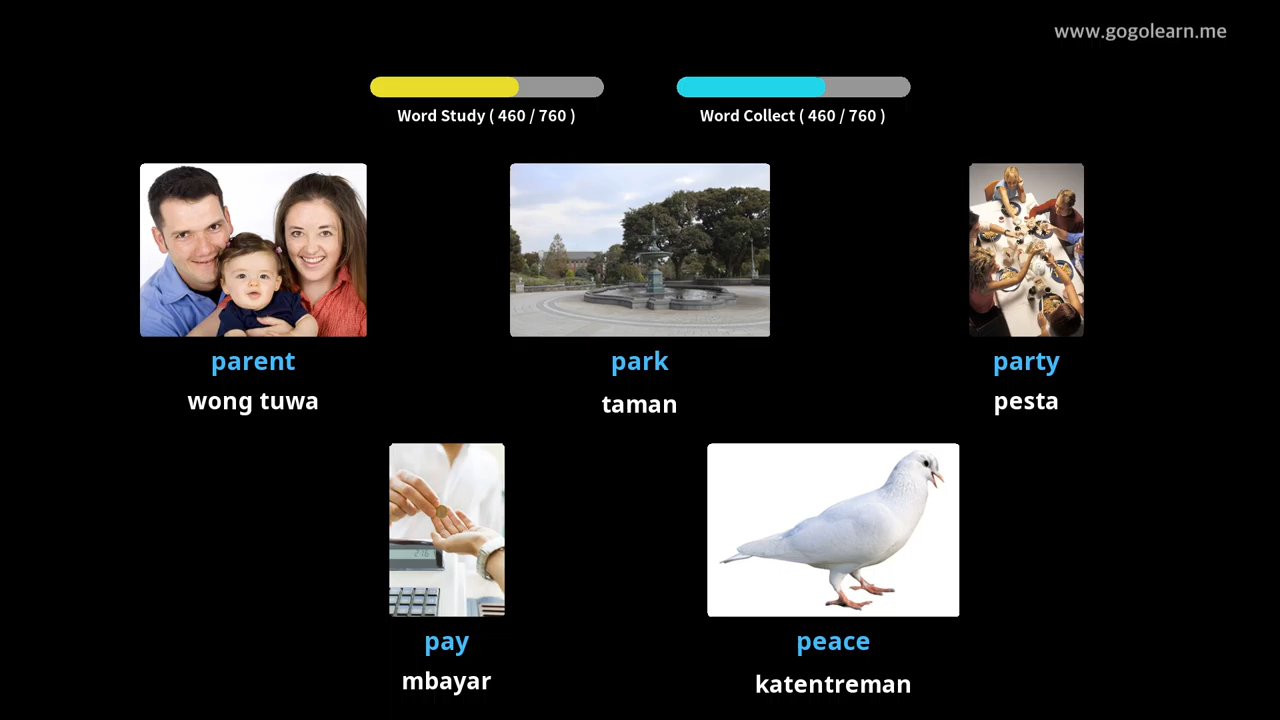 www.gogolearn.me
Word Study ( 460 / 760 )
Word Collect ( 460 / 760 )
parent
wong tuwa
park
taman
party
pesta
pay
mbayar
peace
katentreman